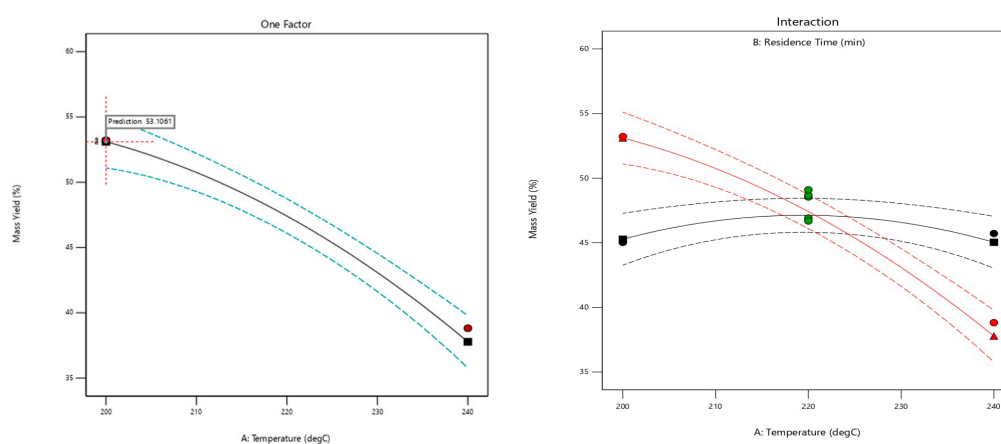 One Factor
60
55
50
45
40
35
Mass Yield (%)
Prediction 53.1061
200
210
220
230
240
A: Temperature (degC)
Interaction
B: Residence Time (min)
60
55
50
45
40
35
Mass Yield (%)
200
210
220
230
240
A: Temperature (degC)